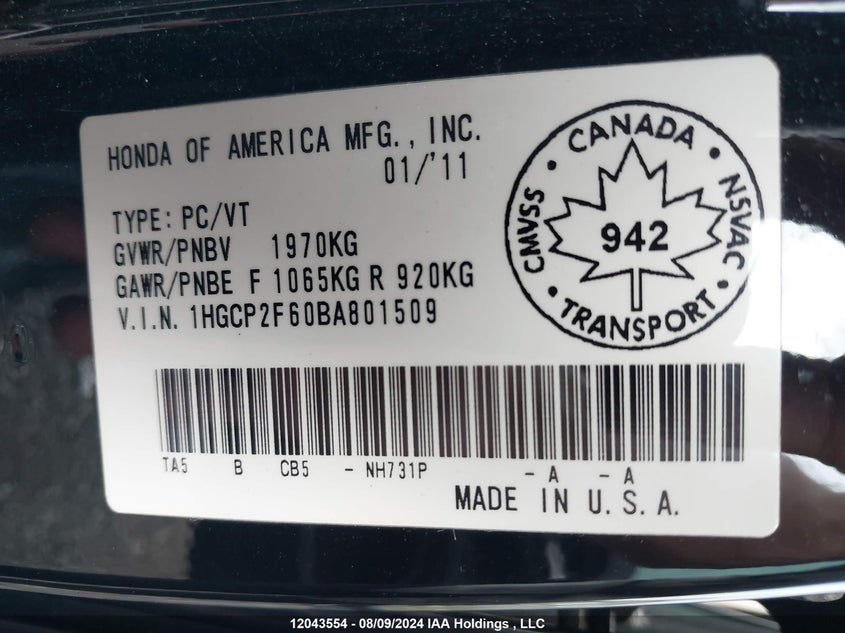 HONDA OF AMERICA MFG., INC.
01/'11
TYPE: PC/VT
GVWR/PNBV 1970KG
GAWR/PNBE F 1065KG R 920KG
V.I.N. 1HGCP2F60BA801509
• CANADA •
CMVSS
942
NSVAC
• TRANSPORT •
TA5 B CB5 - NH731P - A - A
MADE IN U.S.A.
12043554 - 08/09/2024 IAA Holdings , LLC